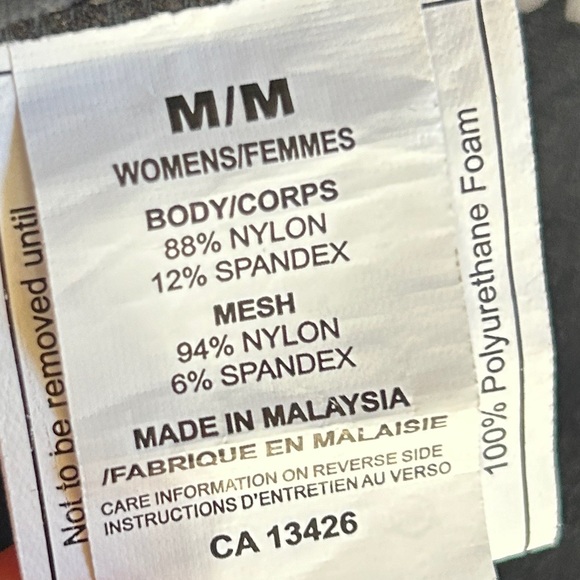 M/M
WOMENS/FEMMES
BODY/CORPS
88% NYLON
12% SPANDEX
MESH
94% NYLON
6% SPANDEX
MADE IN MALAYSIA
/FABRIQUE EN MALAISIE
CARE INFORMATION ON REVERSE SIDE
INSTRUCTIONS D'ENTRETIEN AU VERSO
CA 13426
Not to be removed until
100% Polyurethane Foam